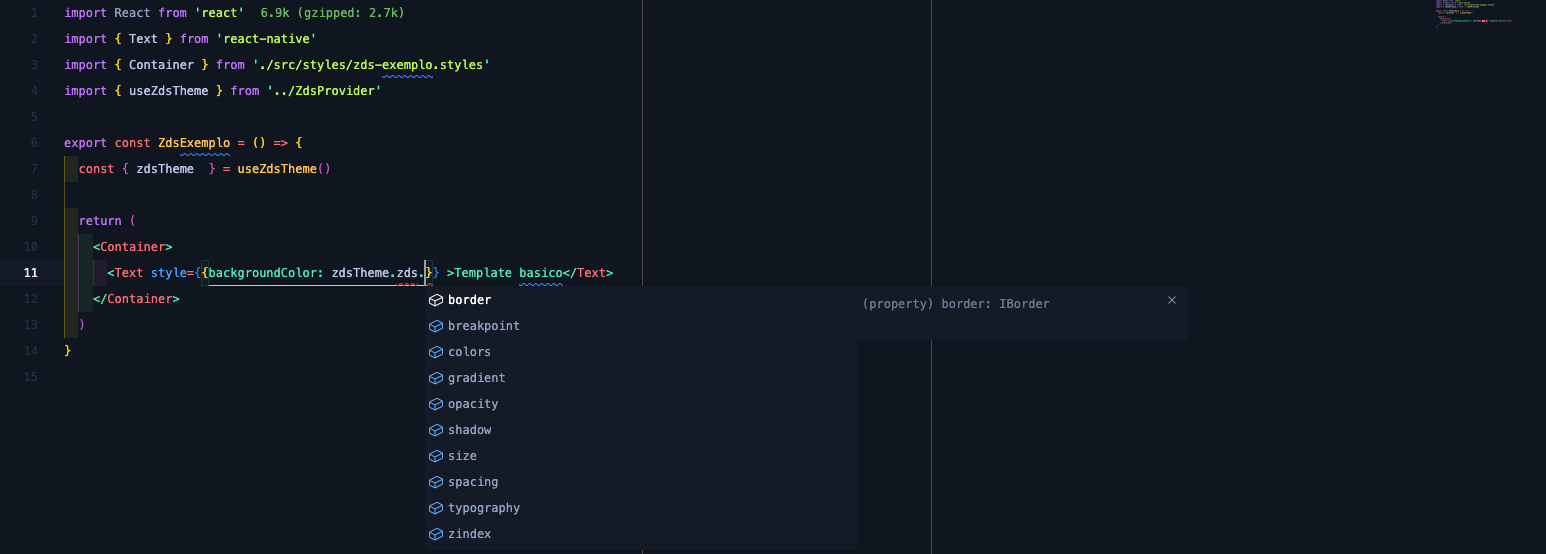 1 import React from 'react' 6.9k (gzipped: 2.7k)
2 import { Text } from 'react-native'
3 import { Container } from './src/styles/zds-exemplo.styles'
4 import { useZdsTheme } from '../ZdsProvider'
5
6 export const ZdsExemplo = () => {
7 const { zdsTheme  } = useZdsTheme()
8
9 return (
10 <Container>
11 <Text style={{backgroundColor: zdsTheme.zds.}} >Template basico</Text>
12 </Container>
13 )
14 }
15
border
(property) border: IBorder
breakpoint
colors
gradient
opacity
shadow
size
spacing
typography
zindex